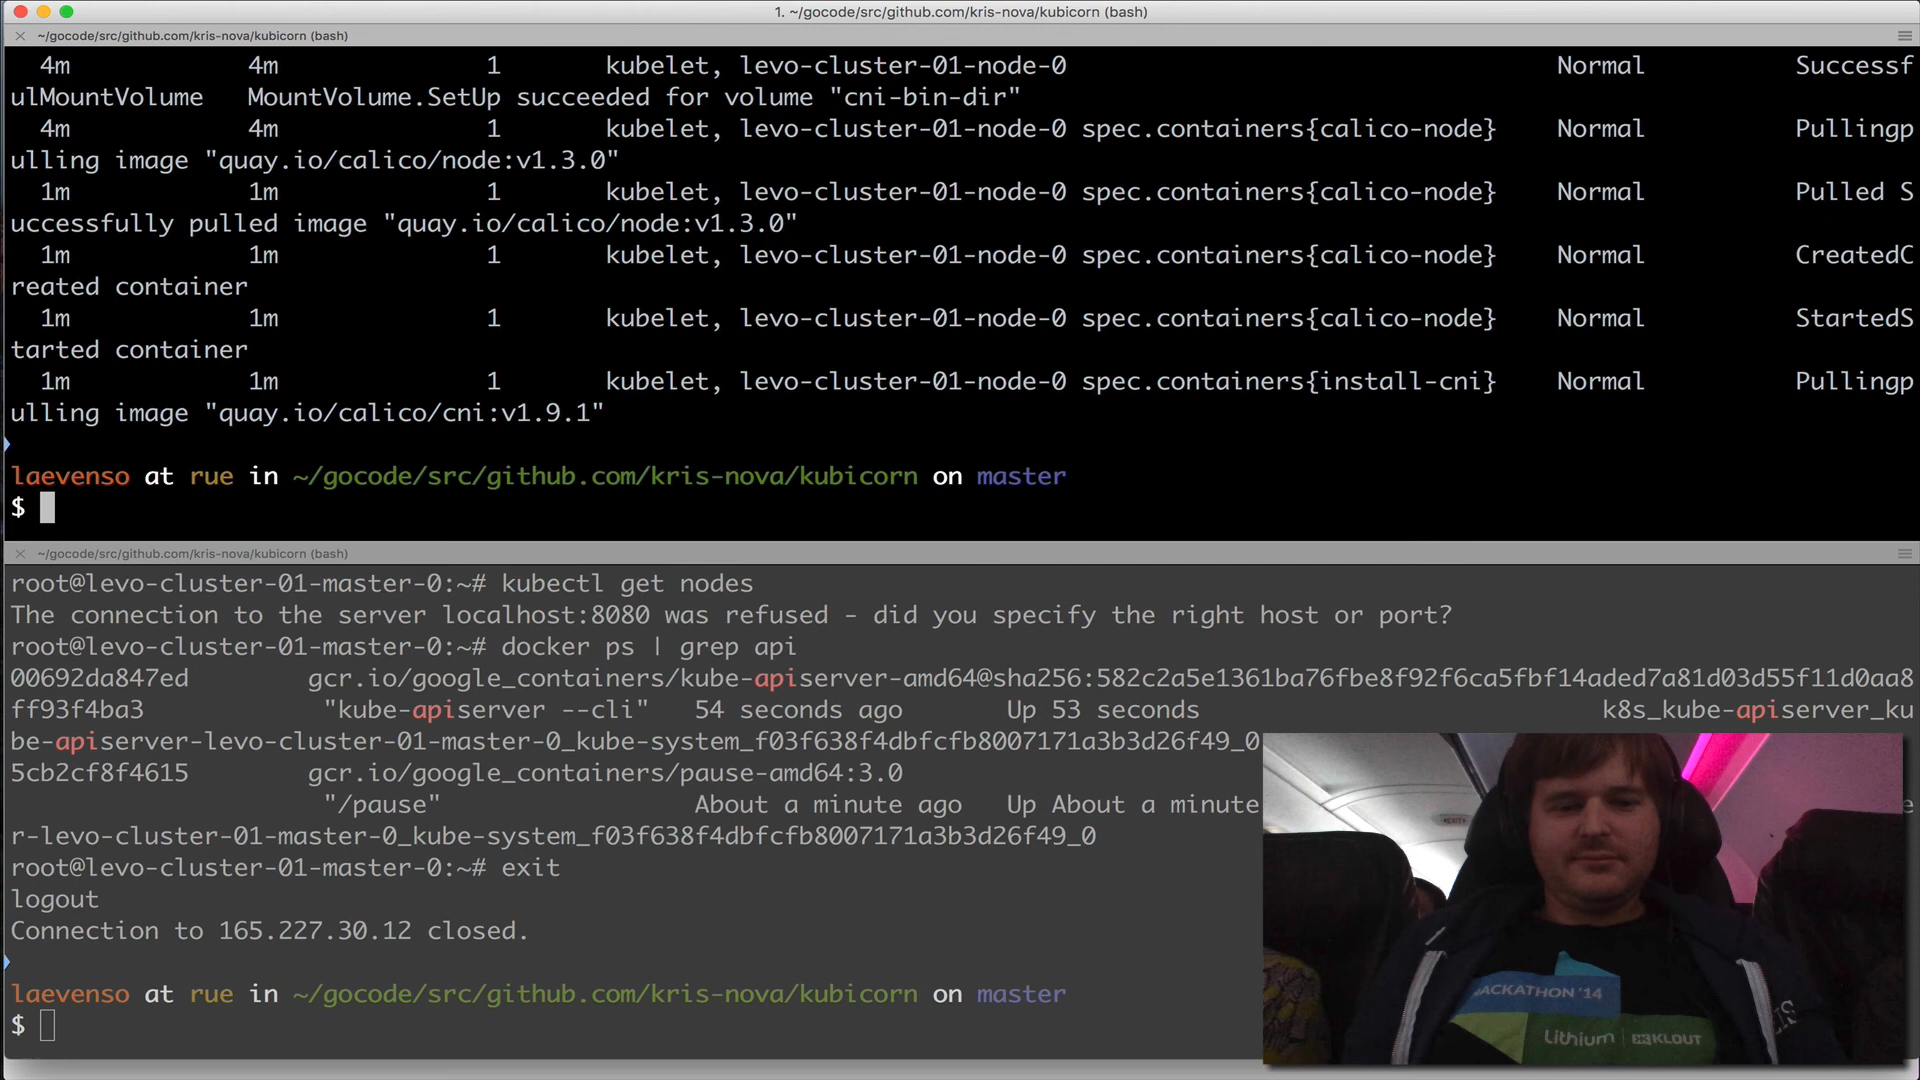 1. ~/gocode/src/github.com/kris-nova/kubicorn (bash)
~/gocode/src/github.com/kris-nova/kubicorn (bash)
4m 4m 1 kubelet, levo-cluster-01-node-0 Normal Successf
ulMountVolume MountVolume.SetUp succeeded for volume "cni-bin-dir"
4m 4m 1 kubelet, levo-cluster-01-node-0 spec.containers{calico-node} Normal Pullingp
ulling image "quay.io/calico/node:v1.3.0"
1m 1m 1 kubelet, levo-cluster-01-node-0 spec.containers{calico-node} Normal Pulled S
uccessfully pulled image "quay.io/calico/node:v1.3.0"
1m 1m 1 kubelet, levo-cluster-01-node-0 spec.containers{calico-node} Normal CreatedC
reated container
1m 1m 1 kubelet, levo-cluster-01-node-0 spec.containers{calico-node} Normal StartedS
tarted container
1m 1m 1 kubelet, levo-cluster-01-node-0 spec.containers{install-cni} Normal Pullingp
ulling image "quay.io/calico/cni:v1.9.1"
laevenso at rue in ~/gocode/src/github.com/kris-nova/kubicorn on master
$
~/gocode/src/github.com/kris-nova/kubicorn (bash)
root@levo-cluster-01-master-0:~# kubectl get nodes
The connection to the server localhost:8080 was refused - did you specify the right host or port?
root@levo-cluster-01-master-0:~# docker ps | grep api
00692da847ed gcr.io/google_containers/kube-apiserver-amd64@sha256:582c2a5e1361ba76fbe8f92f6ca5fbf14aded7a81d03d55f11d0aa8
ff93f4ba3 "kube-apiserver --cli" 54 seconds ago Up 53 seconds k8s_kube-apiserver_ku
be-apiserver-levo-cluster-01-master-0_kube-system_f03f638f4dbfcfb8007171a3b3d26f49_0
5cb2cf8f4615 gcr.io/google_containers/pause-amd64:3.0
"/pause" About a minute ago Up About a minute e
r-levo-cluster-01-master-0_kube-system_f03f638f4dbfcfb8007171a3b3d26f49_0
root@levo-cluster-01-master-0:~# exit
logout
Connection to 165.227.30.12 closed.
laevenso at rue in ~/gocode/src/github.com/kris-nova/kubicorn on master
$
HACKATHON '14
Lithium KLOUT